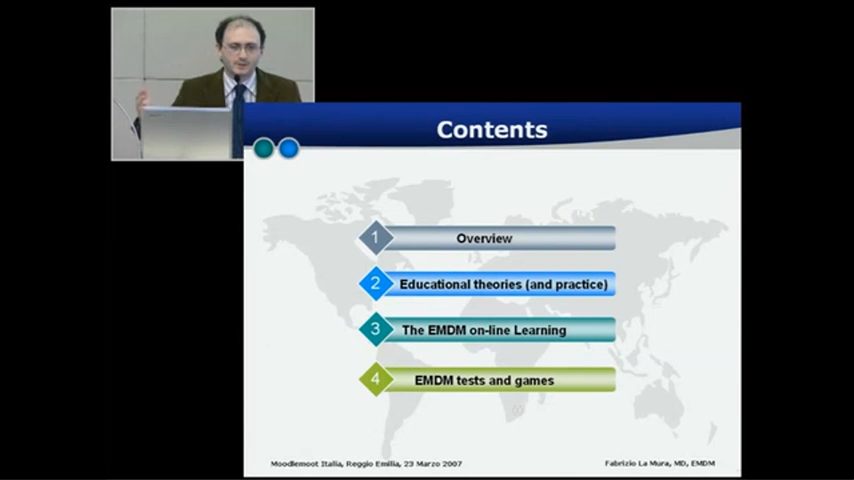 Contents
1 Overview
2 Educational theories (and practice)
3 The EMDM on-line Learning
4 EMDM tests and games
Moodlemoot Italia, Reggio Emilia, 23 Marzo 2007
Fabrizio La Mura, MD, EMDM